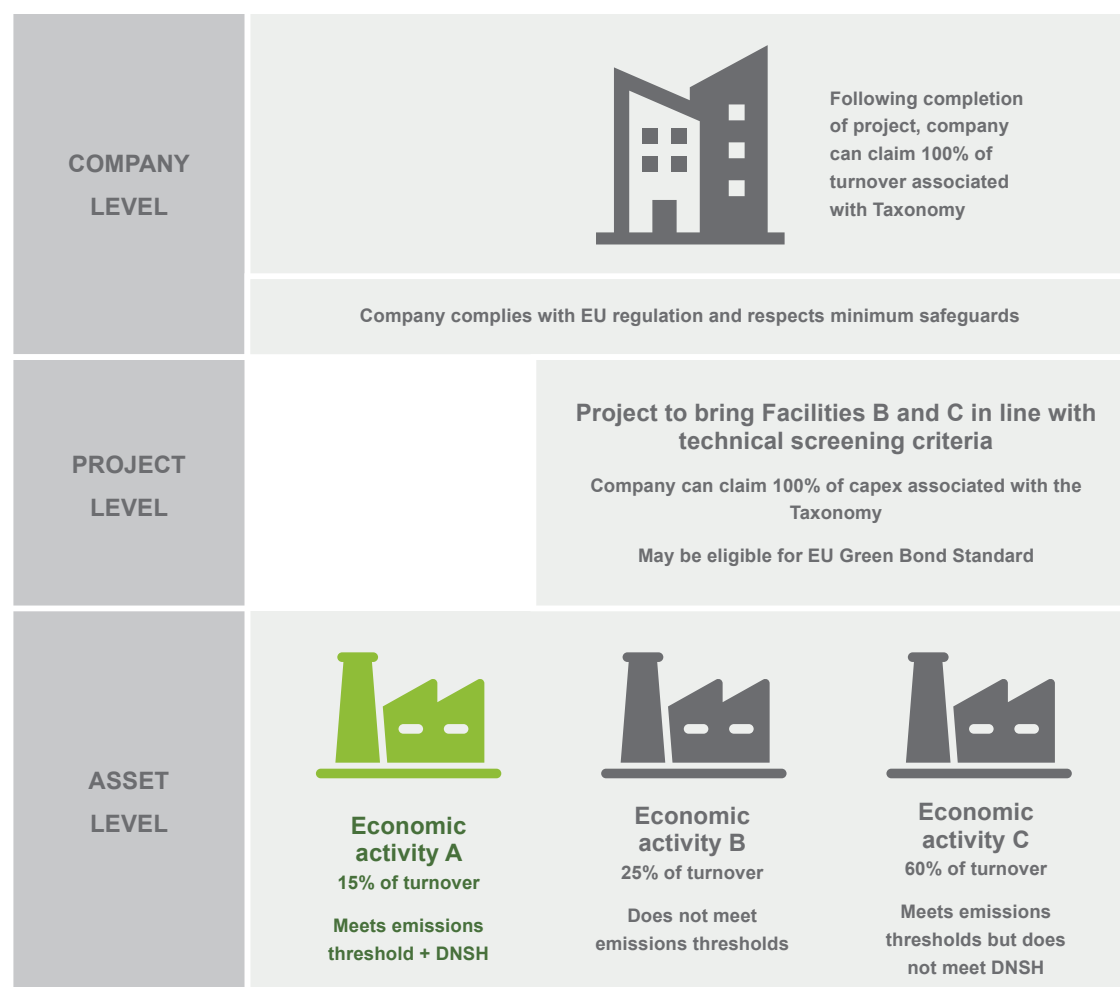 COMPANY
LEVEL
Following completion
of project, company
can claim 100% of
turnover associated
with Taxonomy
Company complies with EU regulation and respects minimum safeguards
PROJECT
LEVEL
Project to bring Facilities B and C in line with
technical screening criteria
Company can claim 100% of capex associated with the
Taxonomy
May be eligible for EU Green Bond Standard
ASSET
LEVEL
Economic
activity A
15% of turnover
Meets emissions
threshold + DNSH
Economic
activity B
25% of turnover
Does not meet
emissions thresholds
Economic
activity C
60% of turnover
Meets emissions
thresholds but does
not meet DNSH